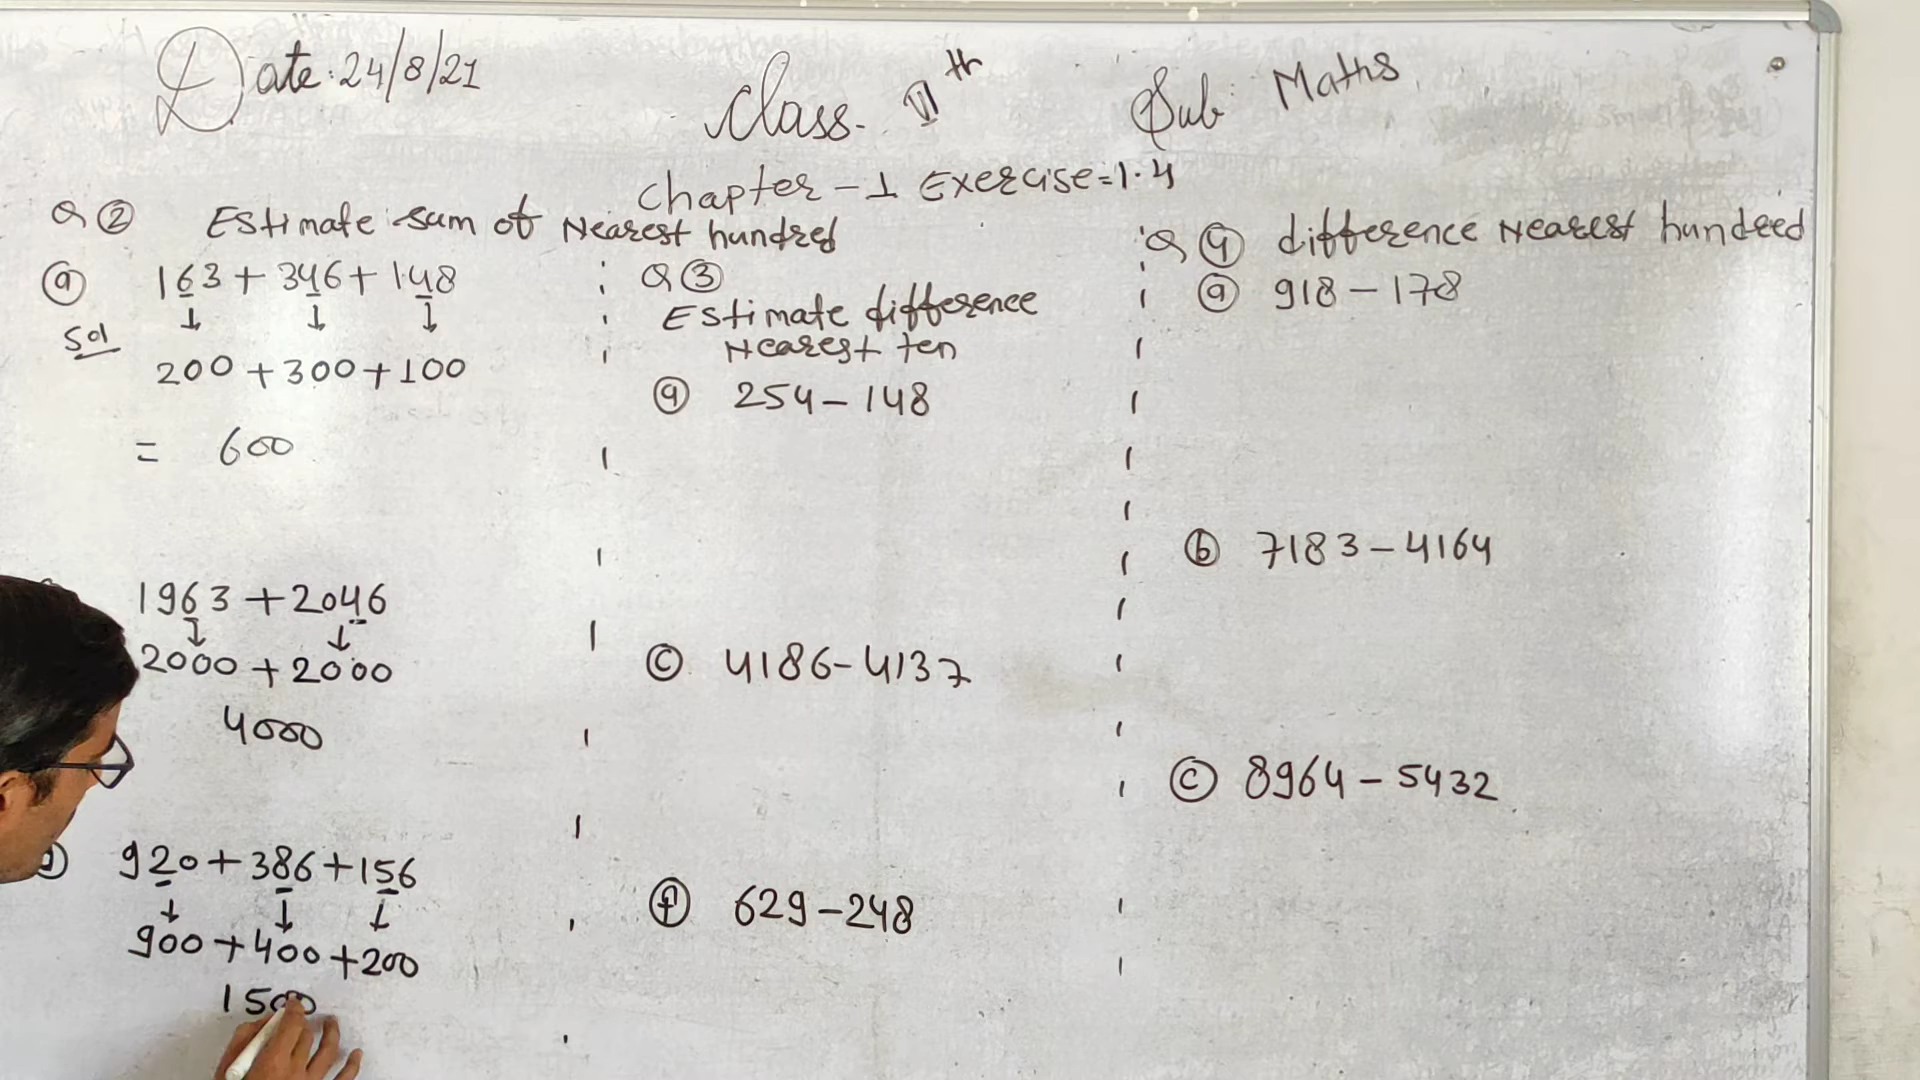 Date: 24/8/21
Class. VIth
Sub: Maths
Chapter - 1 Exercise = 1.4
Q ② Estimate sum of Nearest hundred
ⓐ 163 + 346 + 148
Sol
200 + 300 + 100
= 600
1963 + 2046
2000 + 2000
4000
920 + 386 + 156
900 + 400 + 200
1500
Q ③
Estimate difference
Nearest ten
ⓐ 254 - 148
ⓒ 4186 - 4137
ⓕ 629 - 248
Q ④ difference Nearest hundred
ⓐ 918 - 178
ⓑ 7183 - 4164
ⓒ 8964 - 5432